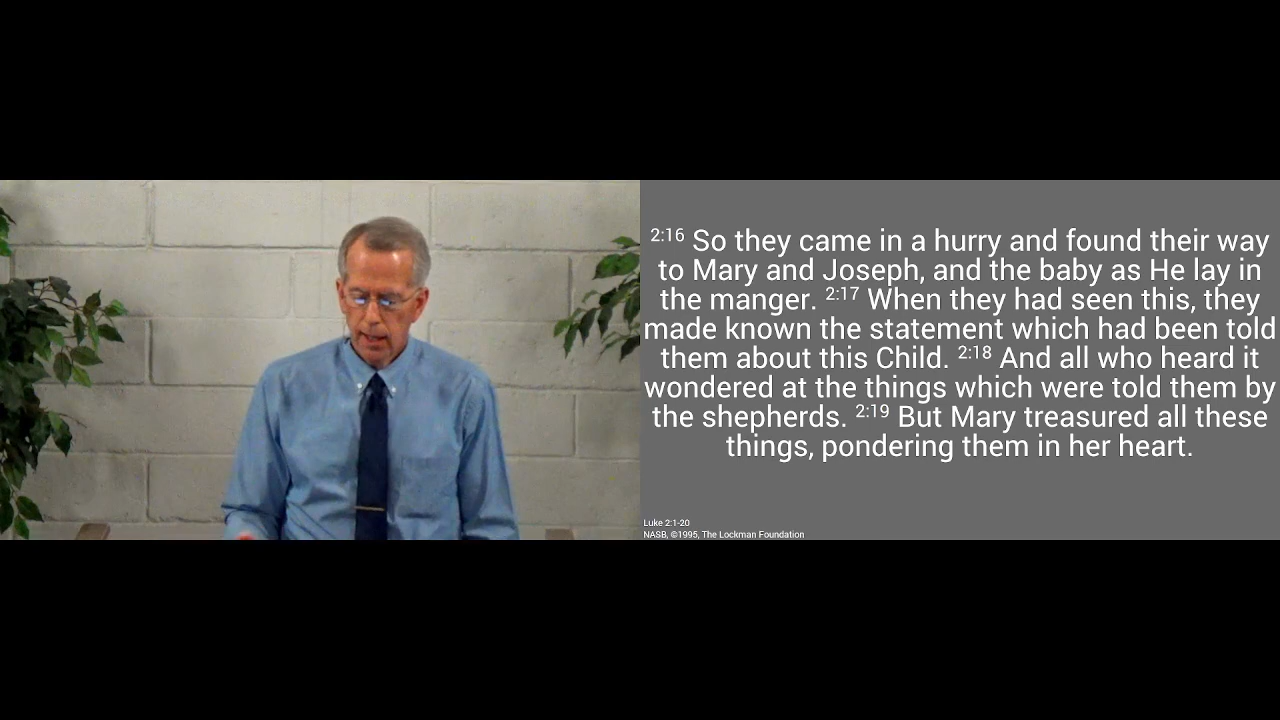 2:16 So they came in a hurry and found their way
to Mary and Joseph, and the baby as He lay in
the manger. 2:17 When they had seen this, they
made known the statement which had been told
them about this Child. 2:18 And all who heard it
wondered at the things which were told them by
the shepherds. 2:19 But Mary treasured all these
things, pondering them in her heart.
Luke 2:1-20
NASB, ©1995, The Lockman Foundation